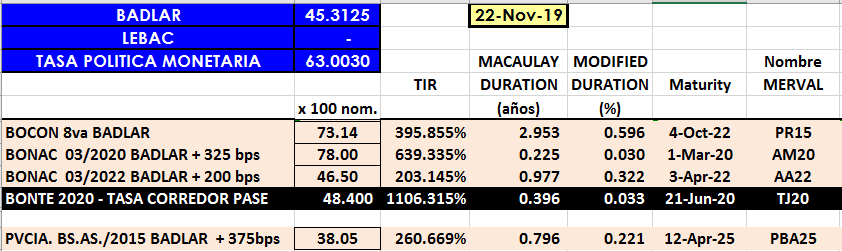 BADLAR 45.3125 22-Nov-19
LEBAC -
TASA POLITICA MONETARIA 63.0030 MACAULAY MODIFIED Nombre
TIR DURATION DURATION Maturity MERVAL
x 100 nom. (años) (%)
BOCON 8va BADLAR 73.14 395.855% 2.953 0.596 4-Oct-22 PR15
BONAC 03/2020 BADLAR + 325 bps 78.00 639.335% 0.225 0.030 1-Mar-20 AM20
BONAC 03/2022 BADLAR + 200 bps 46.50 203.145% 0.977 0.322 3-Apr-22 AA22
BONTE 2020 - TASA CORREDOR PASE 48.400 1106.315% 0.396 0.033 21-Jun-20 TJ20
PVCIA. BS.AS./2015 BADLAR + 375bps 38.05 260.669% 0.796 0.221 12-Apr-25 PBA25